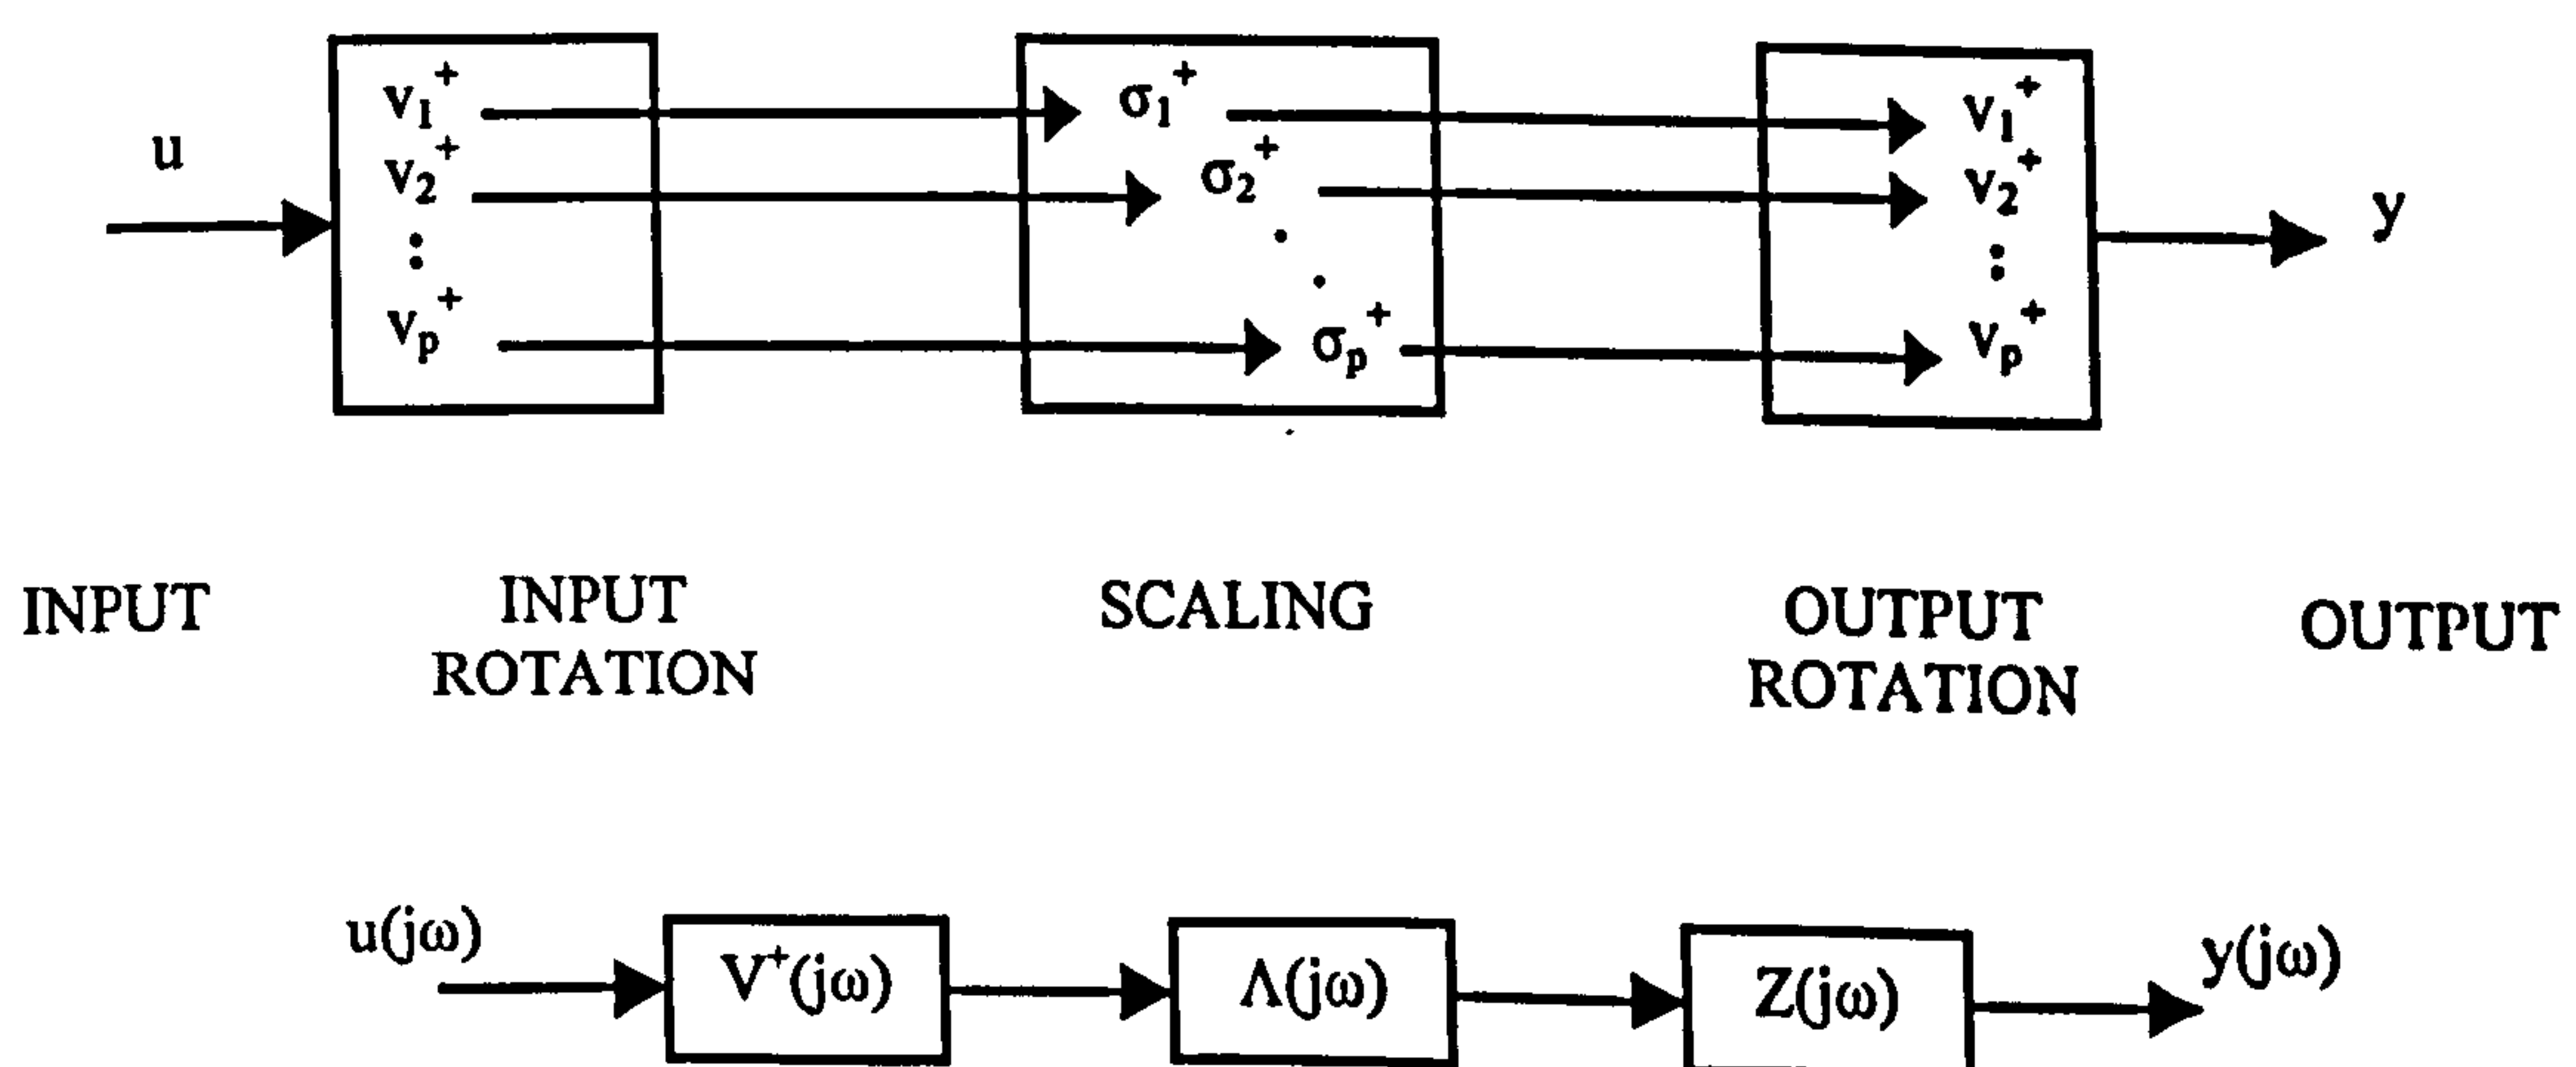 u
v₁⁺
v₂⁺
⋮
vₚ⁺
σ₁⁺
σ₂⁺
.
.
σₚ⁺
v₁⁺
v₂⁺
⋮
vₚ⁺
y
INPUT
INPUT
ROTATION
SCALING
OUTPUT
ROTATION
OUTPUT
u(jω)
V⁺(jω)
Λ(jω)
Z(jω)
y(jω)